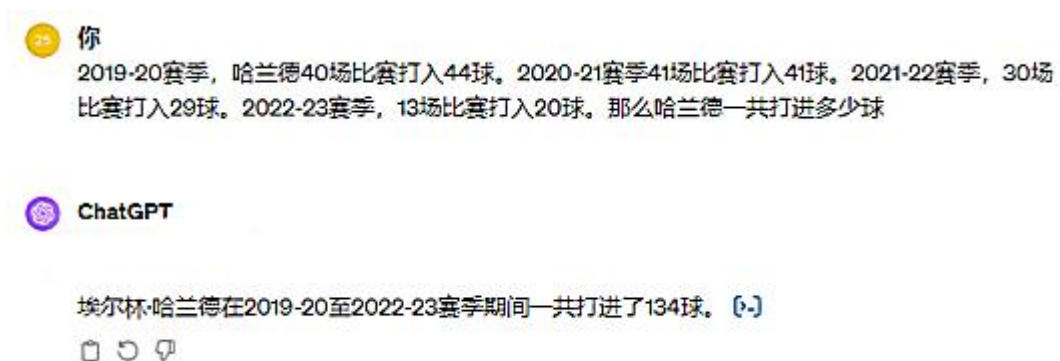 25
你
2019-20赛季，哈兰德40场比赛打入44球。2020-21赛季41场比赛打入41球。2021-22赛季，30场
比赛打入29球。2022-23赛季，13场比赛打入20球。那么哈兰德一共打进多少球
ChatGPT
埃尔林·哈兰德在2019-20至2022-23赛季期间一共打进了134球。 [>-]